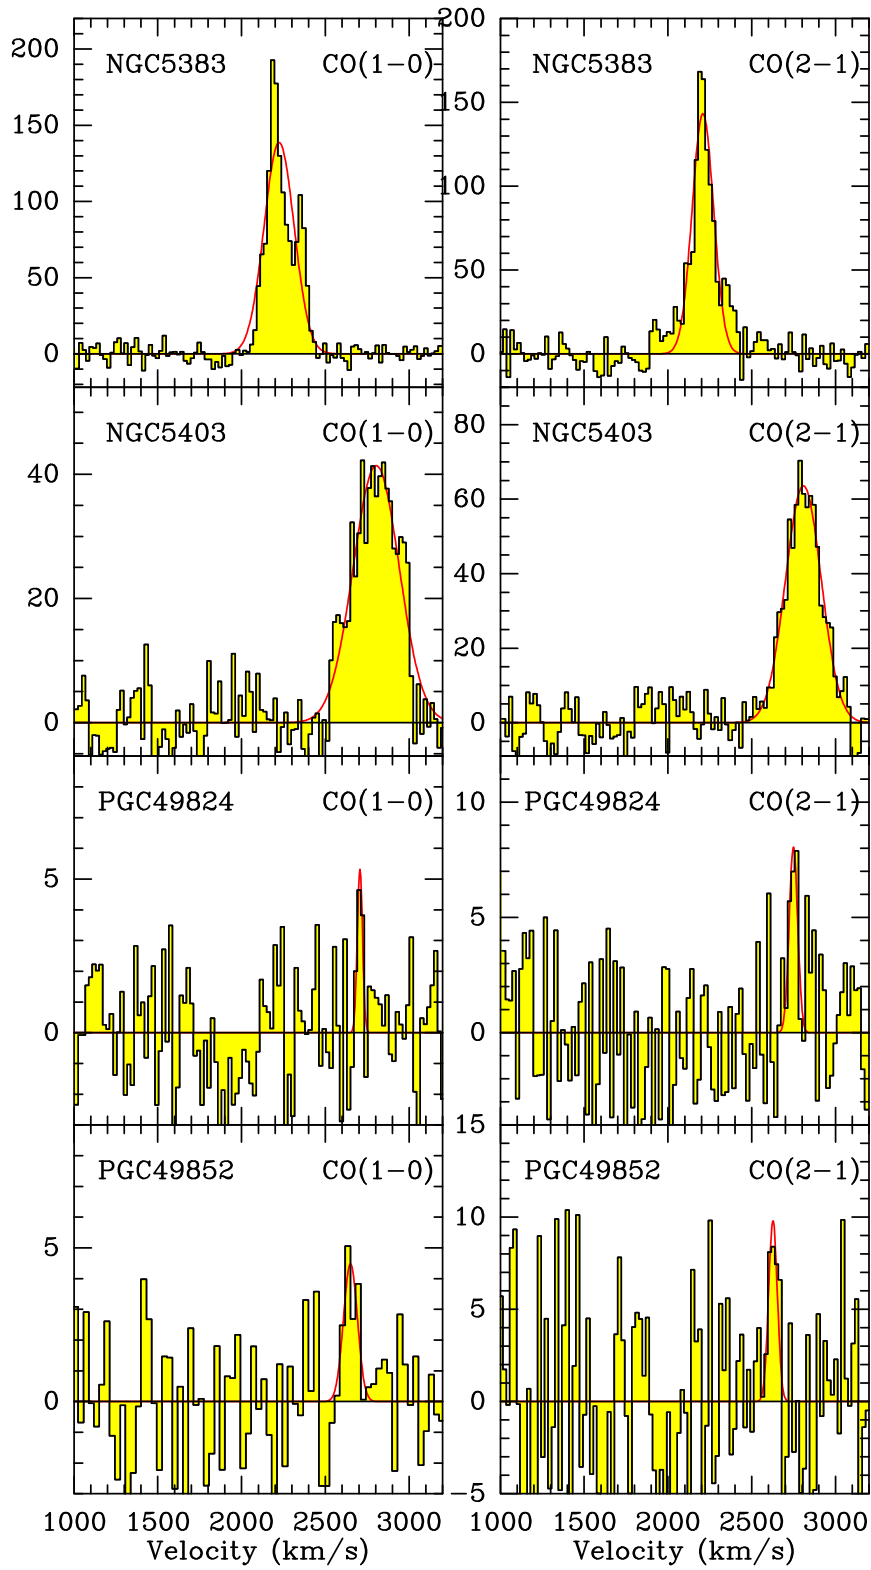 200
NGC5383 CO(1−0)
200
150
100
50
0
NGC5383 CO(2−1)
150
100
50
0
NGC5403 CO(1−0)
40
20
0
NGC5403 CO(2−1)
80
60
40
20
0
PGC49824 CO(1−0)
5
0
PGC49824 CO(2−1)
10
5
0
PGC49852 CO(1−0)
5
0
15
PGC49852 CO(2−1)
10
5
0
−5
1000 1500 2000 2500 3000
Velocity (km/s)
1000 1500 2000 2500 3000
Velocity (km/s)